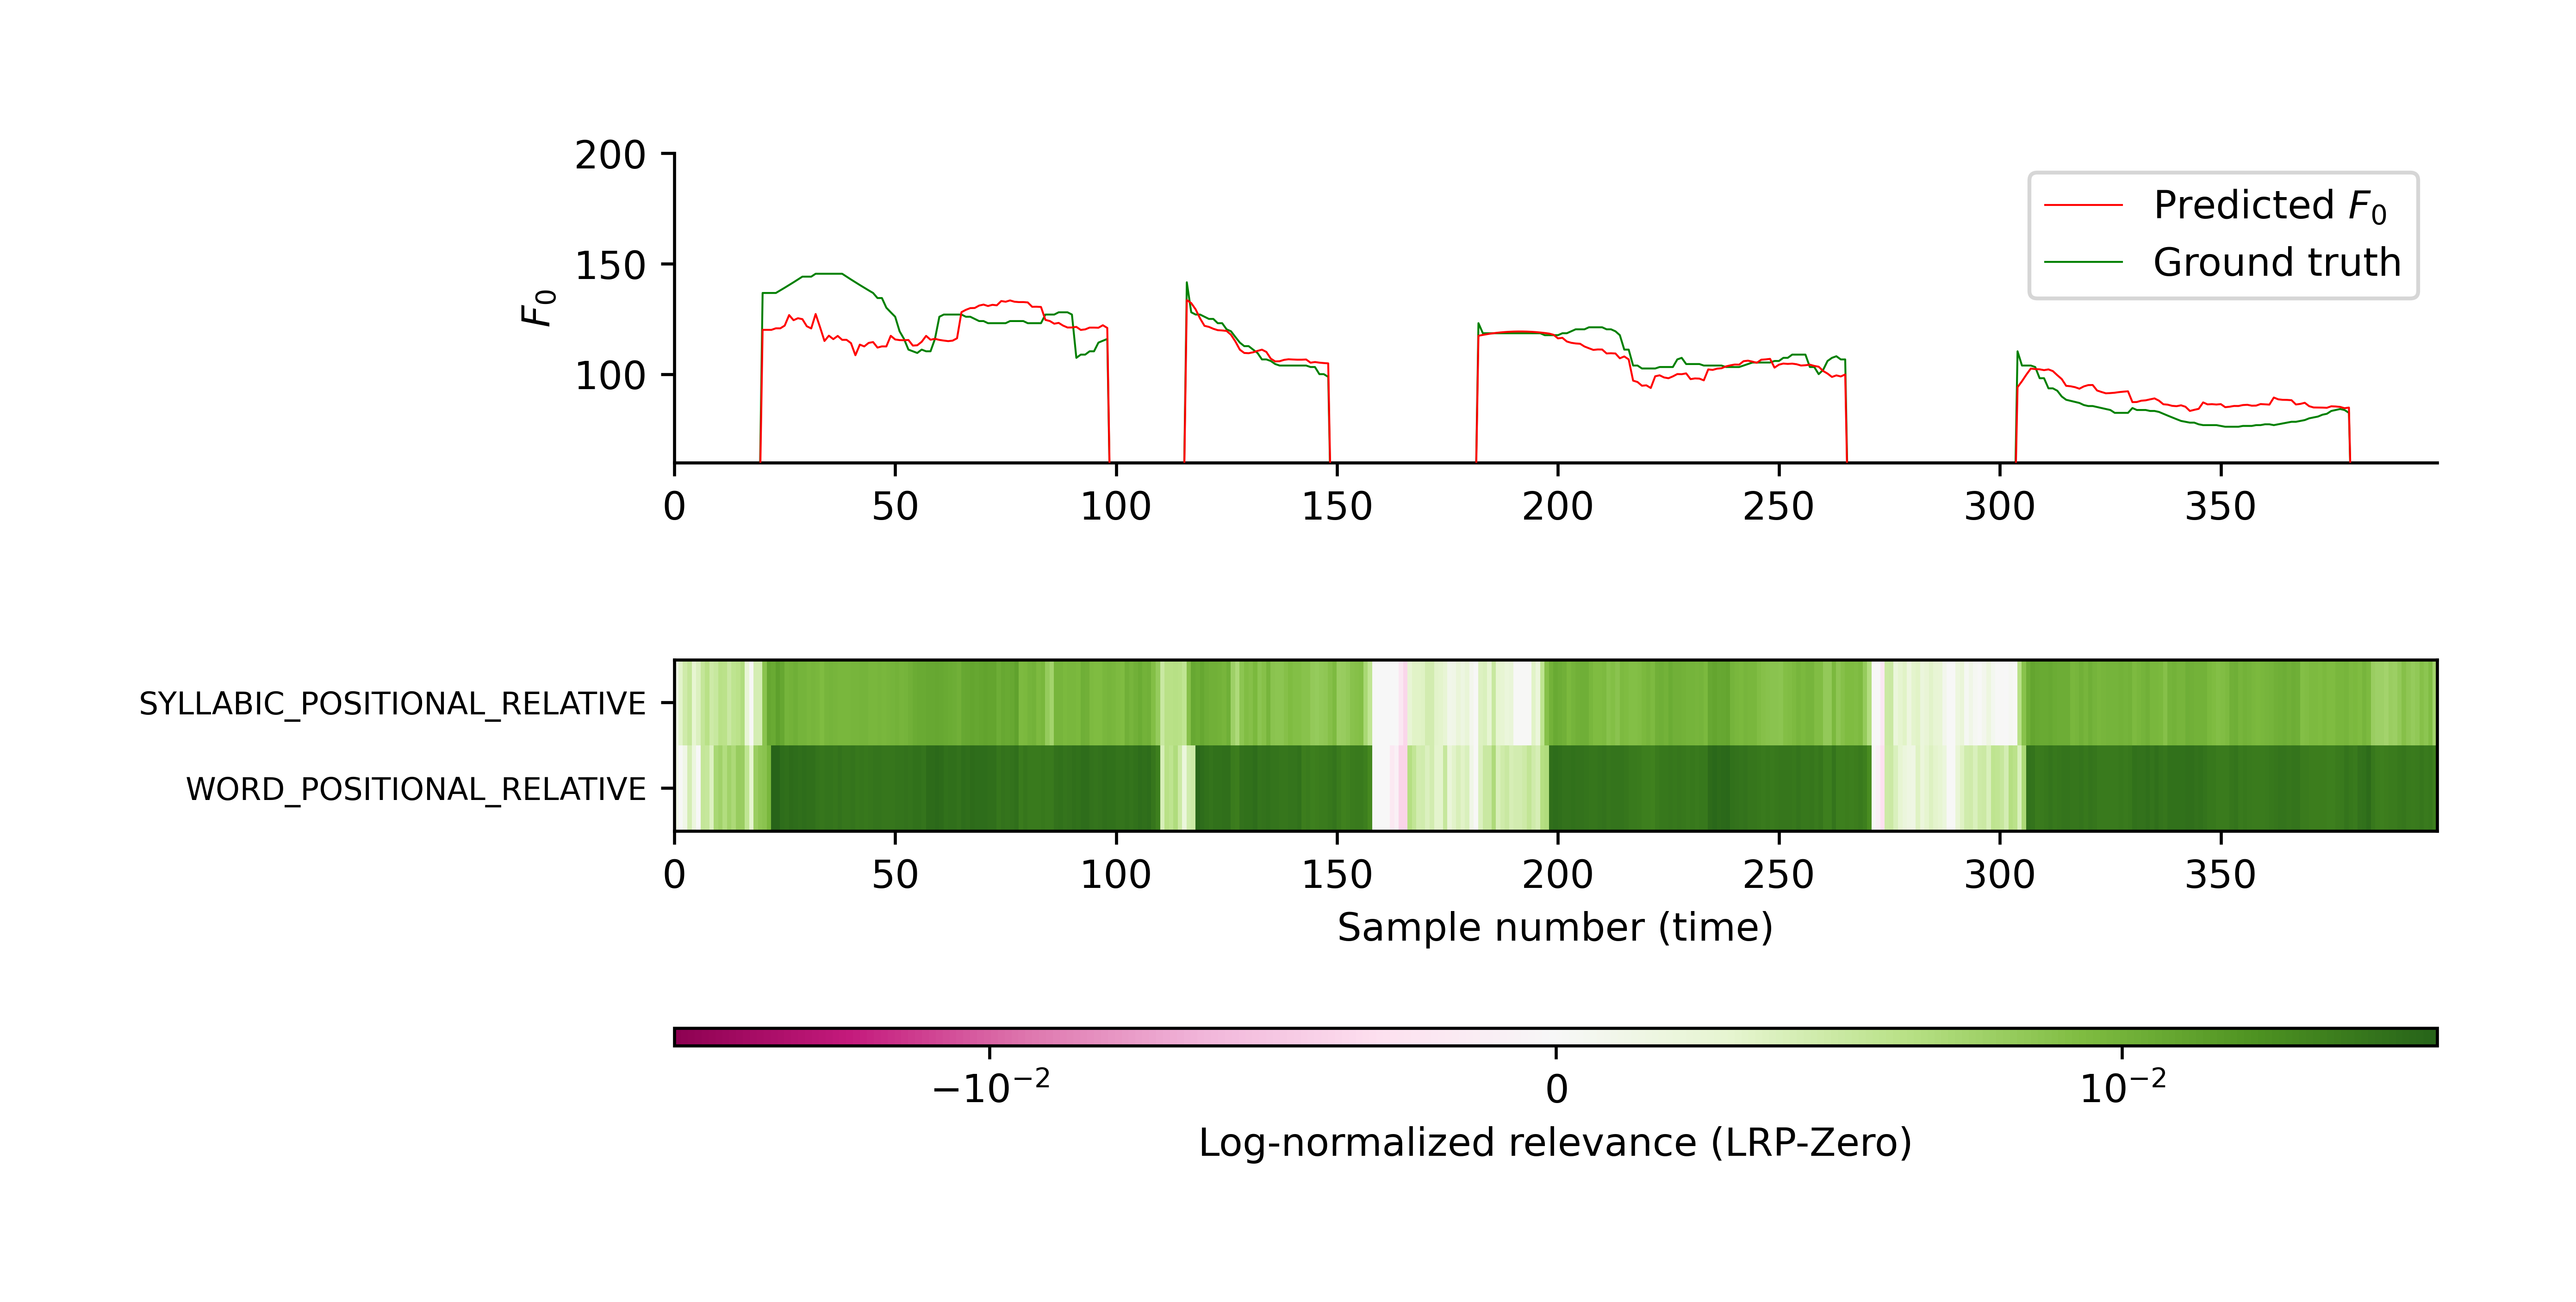 200
150
100
F₀
Predicted F₀
Ground truth
0 50 100 150 200 250 300 350
SYLLABIC_POSITIONAL_RELATIVE
WORD_POSITIONAL_RELATIVE
0 50 100 150 200 250 300 350
Sample number (time)
−10⁻² 0 10⁻²
Log-normalized relevance (LRP-Zero)